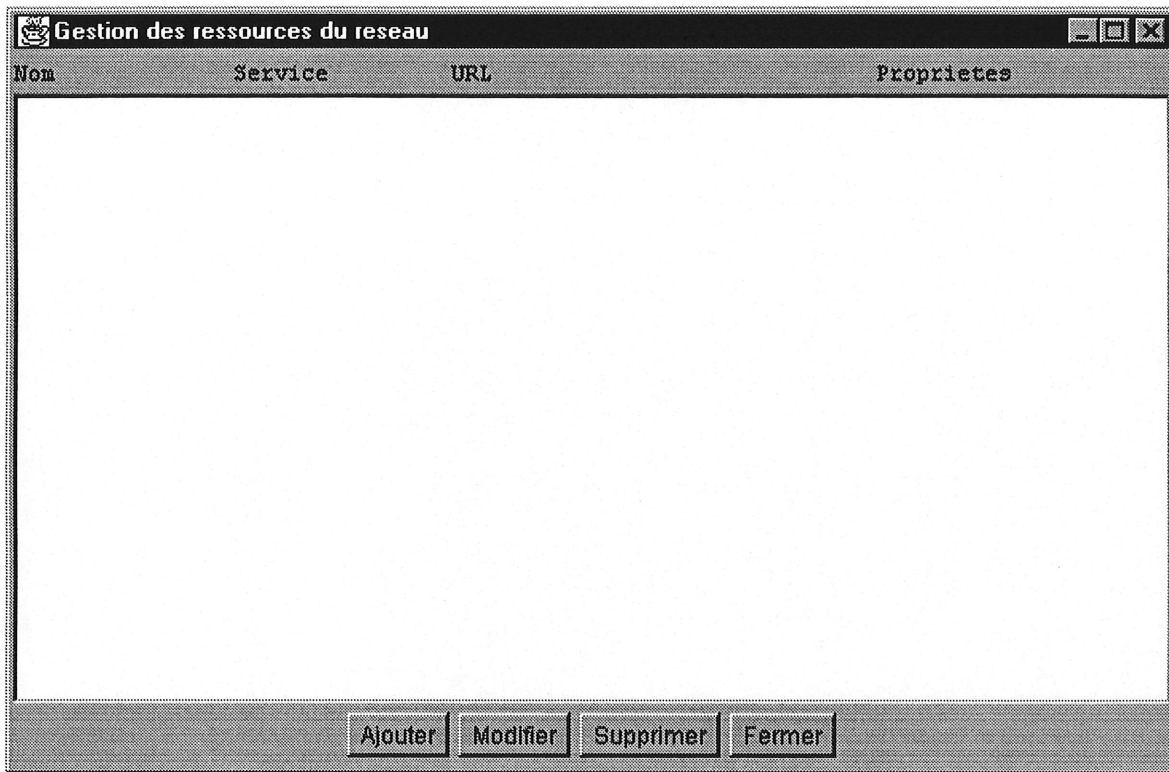 Gestion des ressources du reseau
Nom Service URL Proprietes
Ajouter Modifier Supprimer Fermer